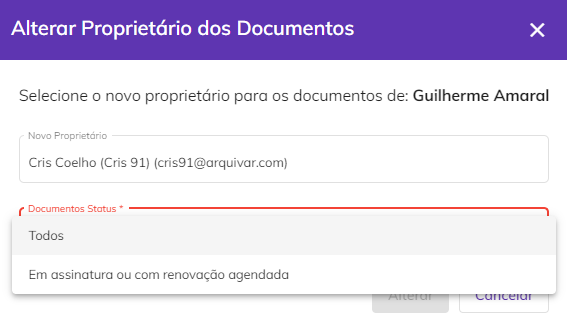 Alterar Proprietário dos Documentos
Selecione o novo proprietário para os documentos de: Guilherme Amaral
Novo Proprietário
Cris Coelho (Cris 91) (cris91@arquivar.com)
Documentos Status *
Todos
Em assinatura ou com renovação agendada
Alterar Cancelar